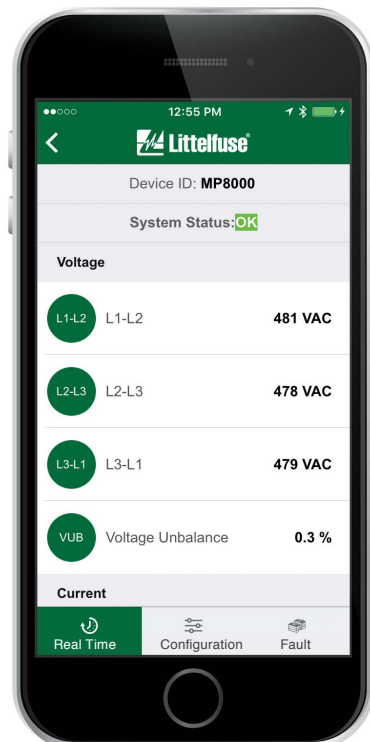 12:55 PM
Littelfuse®
Device ID: MP8000
System Status:OK
Voltage
L1-L2 L1-L2 481 VAC
L2-L3 L2-L3 478 VAC
L3-L1 L3-L1 479 VAC
VUB Voltage Unbalance 0.3 %
Current
Real Time Configuration Fault